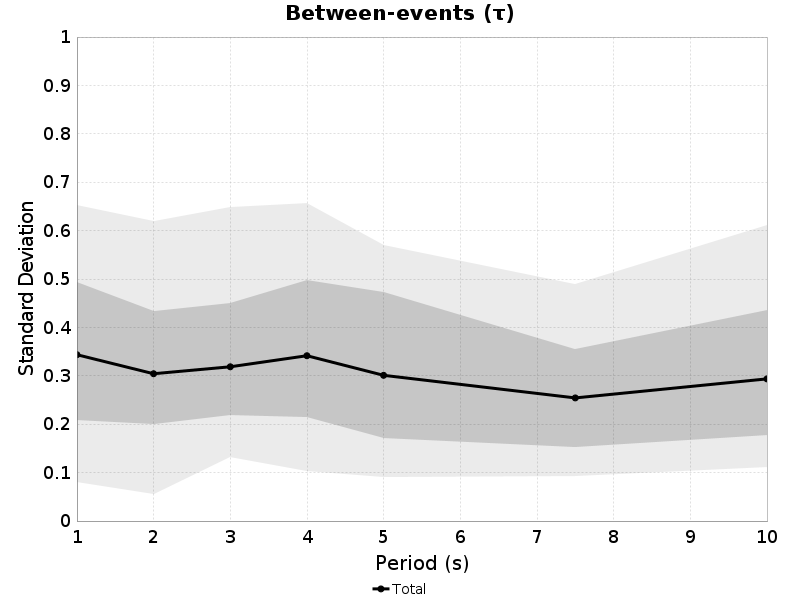 Between-events (τ)
1
0.9
0.8
0.7
0.6
0.5
0.4
0.3
0.2
0.1
0
Standard Deviation
1 2 3 4 5 6 7 8 9 10
Period (s)
Total